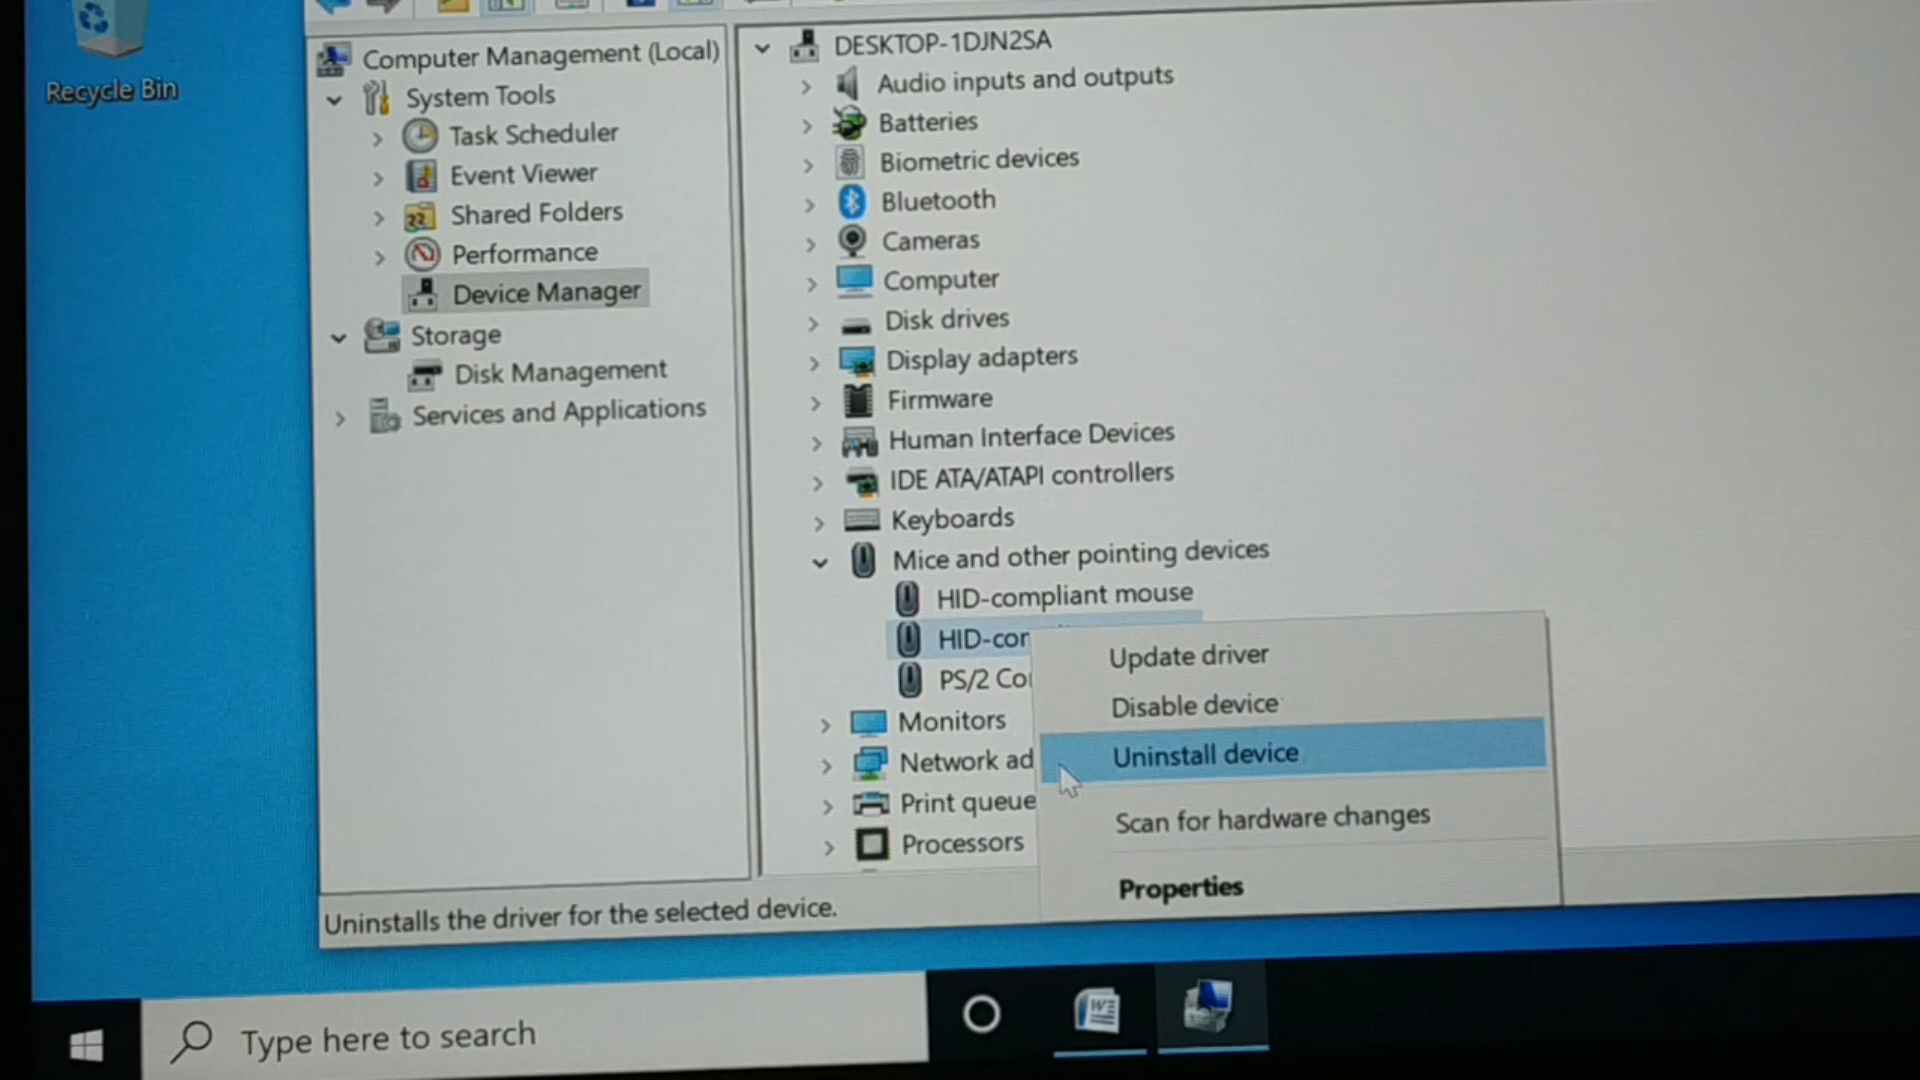 Recycle Bin
Computer Management (Local)
System Tools
Task Scheduler
Event Viewer
Shared Folders
Performance
Device Manager
Storage
Disk Management
Services and Applications
DESKTOP-1DJN2SA
Audio inputs and outputs
Batteries
Biometric devices
Bluetooth
Cameras
Computer
Disk drives
Display adapters
Firmware
Human Interface Devices
IDE ATA/ATAPI controllers
Keyboards
Mice and other pointing devices
HID-compliant mouse
HID-con
PS/2 Co
Monitors
Network ad
Print queue
Processors
Update driver
Disable device
Uninstall device
Scan for hardware changes
Properties
Uninstalls the driver for the selected device.
Type here to search